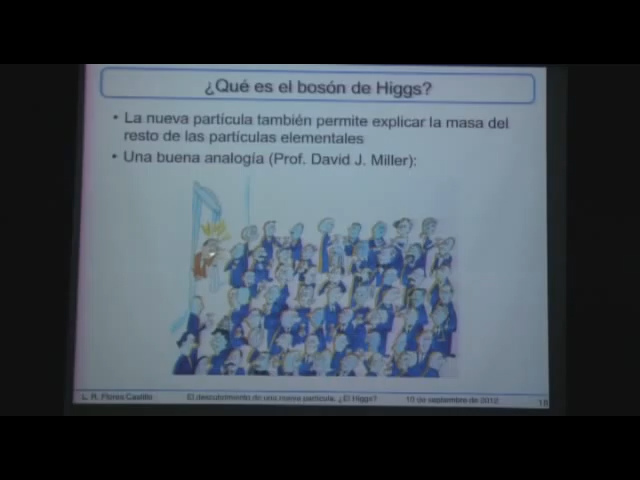 ¿Qué es el bosón de Higgs?
• La nueva partícula también permite explicar la masa del
resto de las partículas elementales
• Una buena analogía (Prof. David J. Miller):
L. R. Flores Castillo El descubrimiento de una nueva partícula. ¿El Higgs? 10 de septiembre de 2012 18